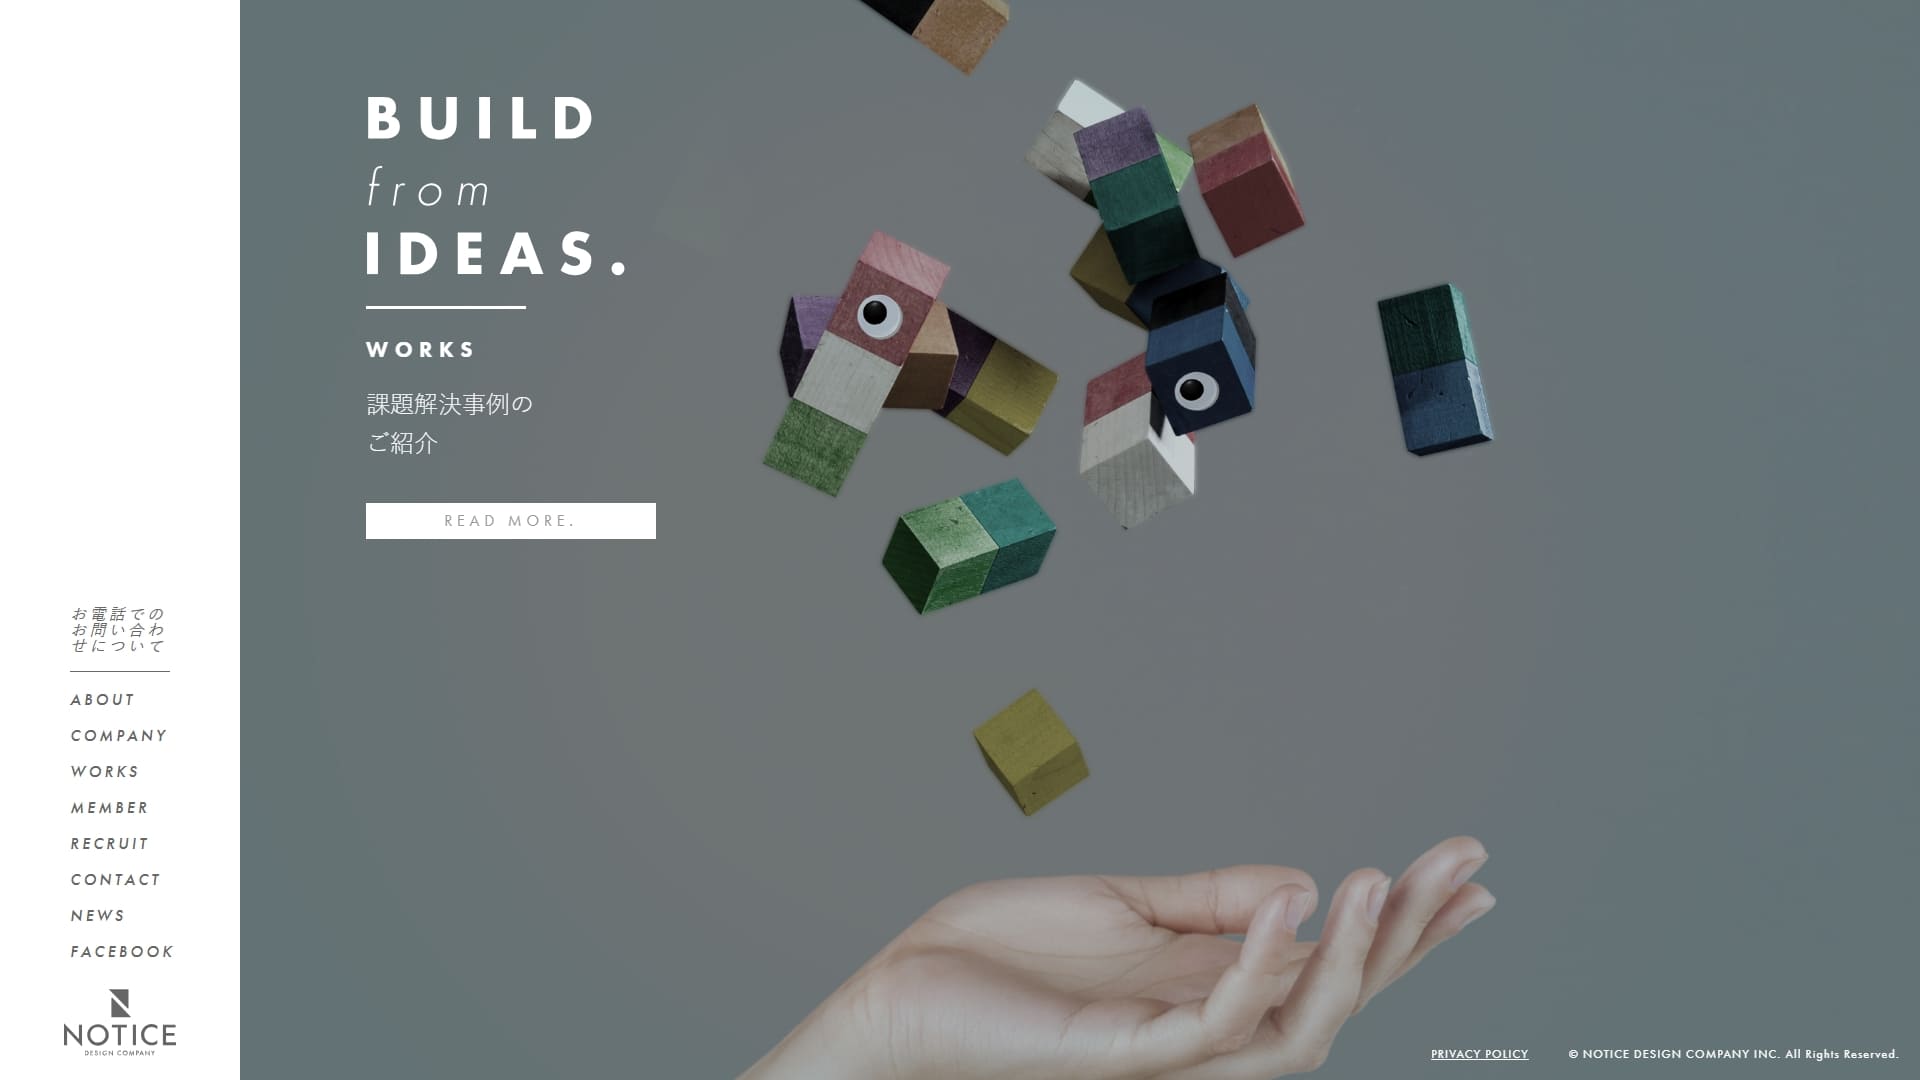 BUILD
from
IDEAS.
WORKS
課題解決事例の
ご紹介
READ MORE.
お電話での
お問い合わ
せについて
ABOUT
COMPANY
WORKS
MEMBER
RECRUIT
CONTACT
NEWS
FACEBOOK
NOTICE
DESIGN COMPANY
PRIVACY POLICY
© NOTICE DESIGN COMPANY INC. All Rights Reserved.